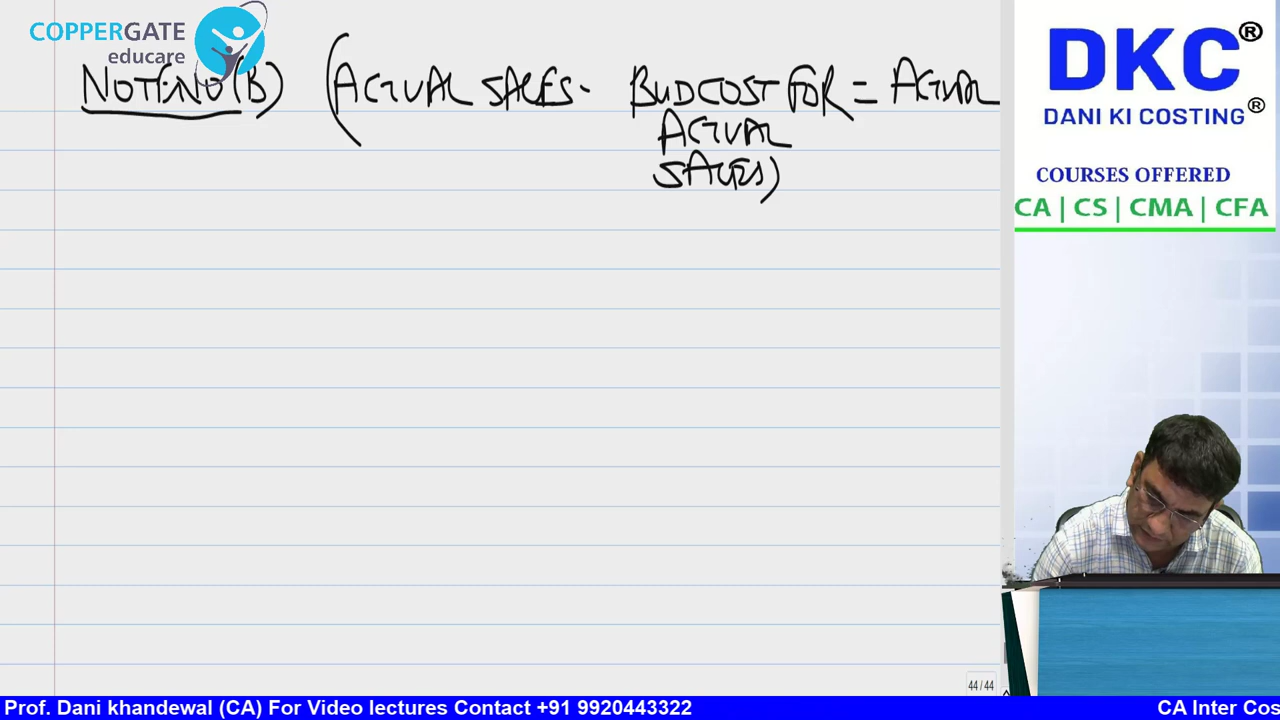 COPPERGATE
educare
NOTE:NO(B) (ACTUAL SALES - BUD COST FOR = ACTUAL
ACTUAL
SALES)
44 / 44
DKC®
DANI KI COSTING®
COURSES OFFERED
CA | CS | CMA | CFA
Prof. Dani khandewal (CA) For Video lectures Contact +91 9920443322
CA Inter Cos